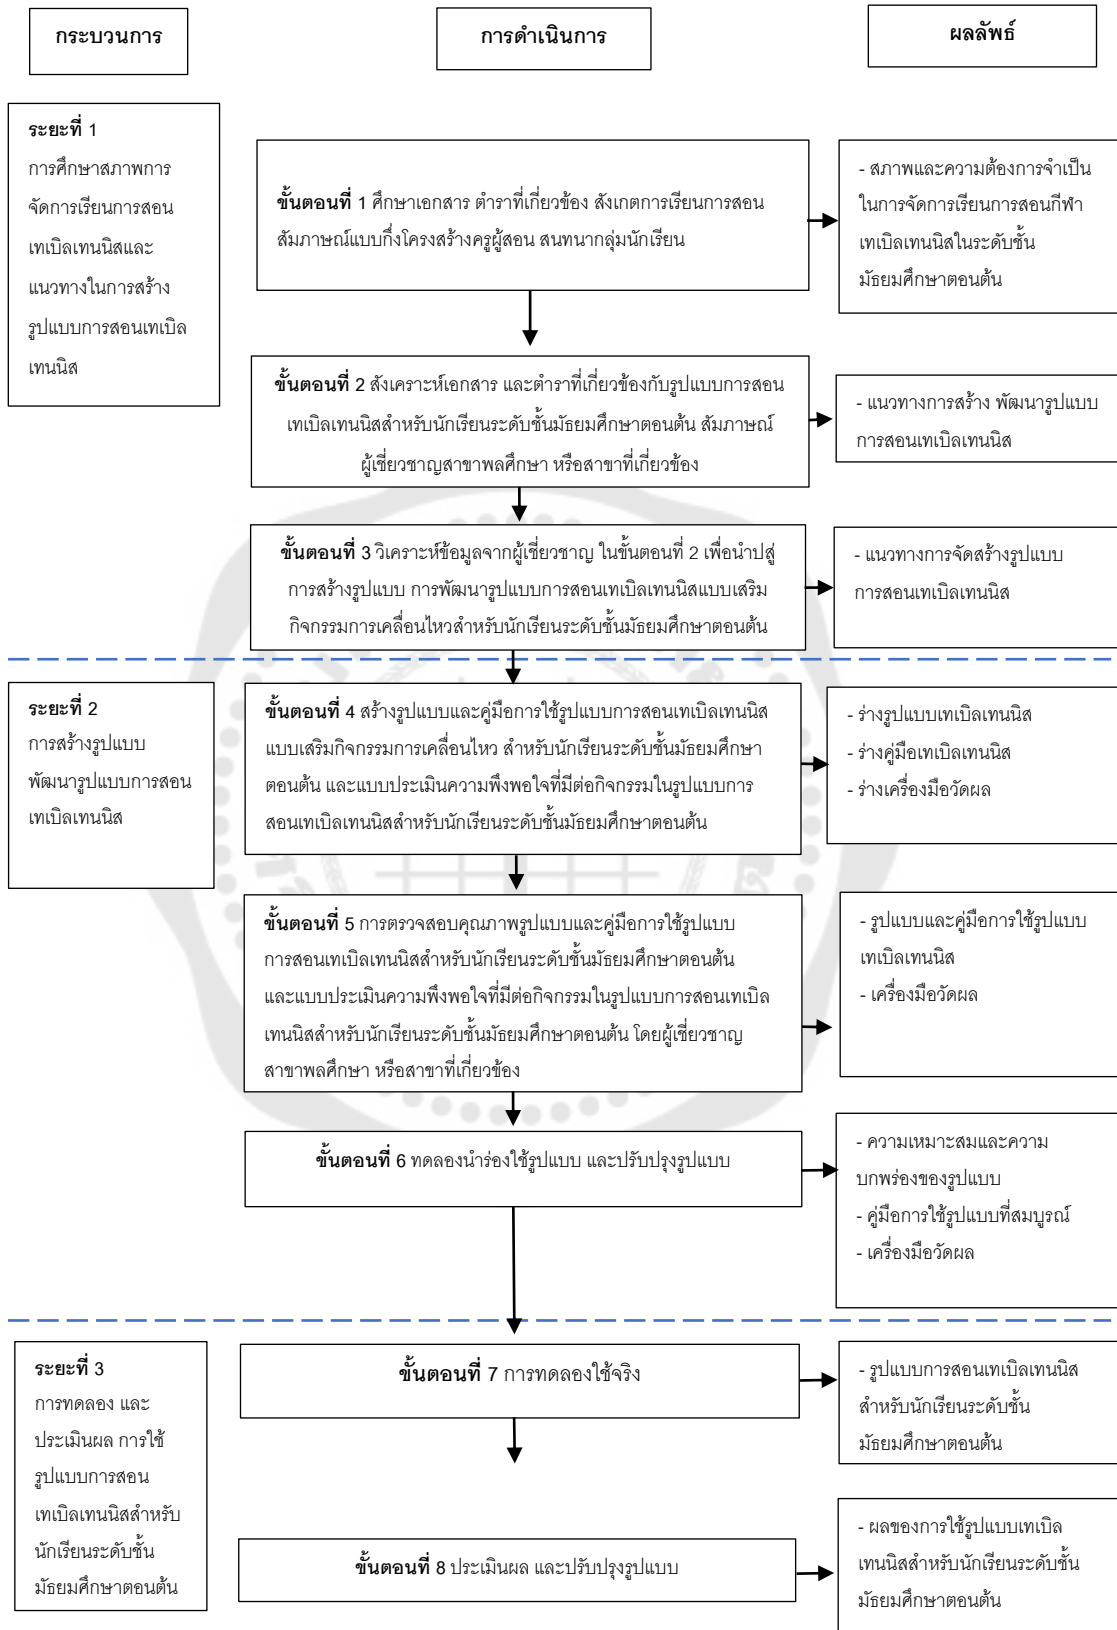 กระบวนการ
การดำเนินการ
ผลลัพธ์
ระยะที่ 1
การศึกษาสภาพการ
จัดการเรียนการสอน
เทเบิลเทนนิสและ
แนวทางในการสร้าง
รูปแบบการสอนเทเบิล
เทนนิส
ขั้นตอนที่ 1 ศึกษาเอกสาร ตำราที่เกี่ยวข้อง สังเกตการเรียนการสอน
สัมภาษณ์แบบกึ่งโครงสร้างครูผู้สอน สนทนากลุ่มนักเรียน
- สภาพและความต้องการจำเป็น
ในการจัดการเรียนการสอนกีฬา
เทเบิลเทนนิสในระดับชั้น
มัธยมศึกษาตอนต้น
ขั้นตอนที่ 2 สังเคราะห์เอกสาร และตำราที่เกี่ยวข้องกับรูปแบบการสอน
เทเบิลเทนนิสสำหรับนักเรียนระดับชั้นมัธยมศึกษาตอนต้น สัมภาษณ์
ผู้เชี่ยวชาญสาขาพลศึกษา หรือสาขาที่เกี่ยวข้อง
- แนวทางการสร้าง พัฒนารูปแบบ
การสอนเทเบิลเทนนิส
ขั้นตอนที่ 3 วิเคราะห์ข้อมูลจากผู้เชี่ยวชาญ ในขั้นตอนที่ 2 เพื่อนำปสู่
การสร้างรูปแบบ การพัฒนารูปแบบการสอนเทเบิลเทนนิสแบบเสริม
กิจกรรมการเคลื่อนไหวสำหรับนักเรียนระดับชั้นมัธยมศึกษาตอนต้น
- แนวทางการจัดสร้างรูปแบบ
การสอนเทเบิลเทนนิส
ระยะที่ 2
การสร้างรูปแบบ
พัฒนารูปแบบการสอน
เทเบิลเทนนิส
ขั้นตอนที่ 4 สร้างรูปแบบและคู่มือการใช้รูปแบบการสอนเทเบิลเทนนิส
แบบเสริมกิจกรรมการเคลื่อนไหว สำหรับนักเรียนระดับชั้นมัธยมศึกษา
ตอนต้น และแบบประเมินความพึงพอใจที่มีต่อกิจกรรมในรูปแบบการ
สอนเทเบิลเทนนิสสำหรับนักเรียนระดับชั้นมัธยมศึกษาตอนต้น
- ร่างรูปแบบเทเบิลเทนนิส
- ร่างคู่มือเทเบิลเทนนิส
- ร่างเครื่องมือวัดผล
ขั้นตอนที่ 5 การตรวจสอบคุณภาพรูปแบบและคู่มือการใช้รูปแบบ
การสอนเทเบิลเทนนิสสำหรับนักเรียนระดับชั้นมัธยมศึกษาตอนต้น
และแบบประเมินความพึงพอใจที่มีต่อกิจกรรมในรูปแบบการสอนเทเบิล
เทนนิสสำหรับนักเรียนระดับชั้นมัธยมศึกษาตอนต้น โดยผู้เชี่ยวชาญ
สาขาพลศึกษา หรือสาขาที่เกี่ยวข้อง
- รูปแบบและคู่มือการใช้รูปแบบ
เทเบิลเทนนิส
- เครื่องมือวัดผล
ขั้นตอนที่ 6 ทดลองนำร่องใช้รูปแบบ และปรับปรุงรูปแบบ
- ความเหมาะสมและความ
บกพร่องของรูปแบบ
- คู่มือการใช้รูปแบบที่สมบูรณ์
- เครื่องมือวัดผล
ระยะที่ 3
การทดลอง และ
ประเมินผล การใช้
รูปแบบการสอน
เทเบิลเทนนิสสำหรับ
นักเรียนระดับชั้น
มัธยมศึกษาตอนต้น
ขั้นตอนที่ 7 การทดลองใช้จริง
- รูปแบบการสอนเทเบิลเทนนิส
สำหรับนักเรียนระดับชั้น
มัธยมศึกษาตอนต้น
ขั้นตอนที่ 8 ประเมินผล และปรับปรุงรูปแบบ
- ผลของการใช้รูปแบบเทเบิล
เทนนิสสำหรับนักเรียนระดับชั้น
มัธยมศึกษาตอนต้น